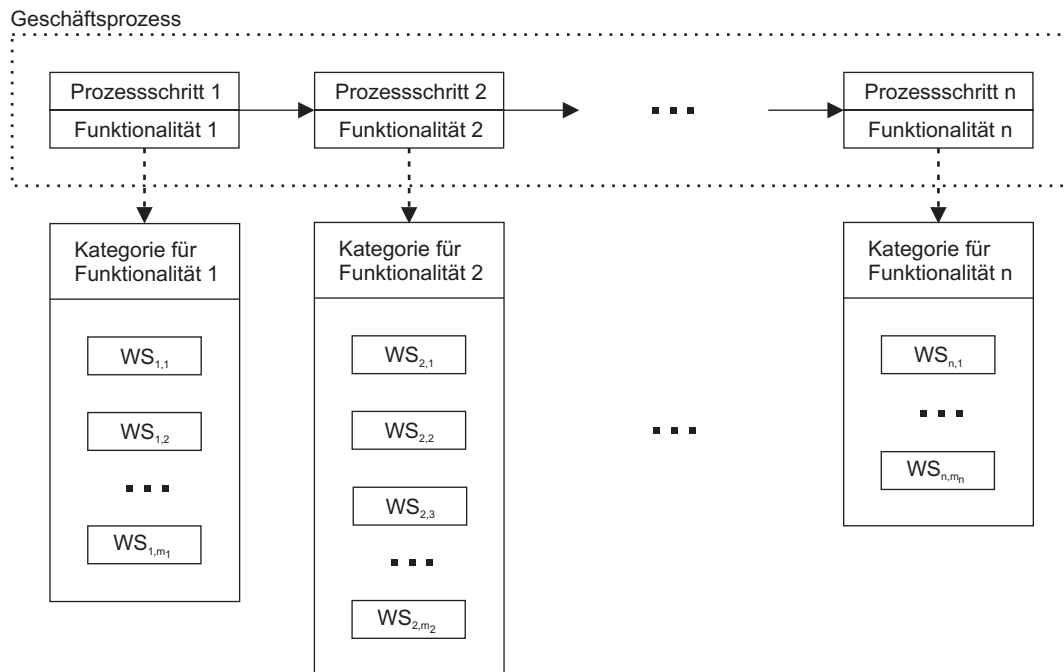 Geschäftsprozess
Prozessschritt 1
Funktionalität 1
Prozessschritt 2
Funktionalität 2
...
Prozessschritt n
Funktionalität n
Kategorie für
Funktionalität 1
WS1,1
WS1,2
...
WS1,m1
Kategorie für
Funktionalität 2
WS2,1
WS2,2
WS2,3
...
WS2,m2
...
Kategorie für
Funktionalität n
WSn,1
...
WSn,mn